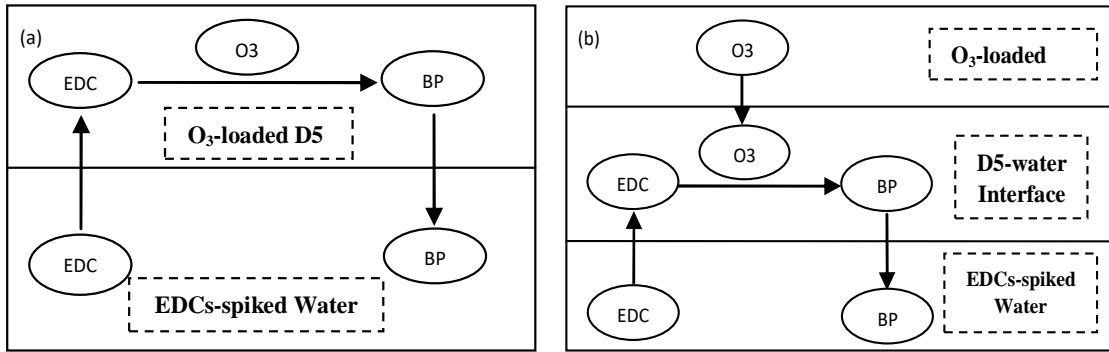 (a)
O3
EDC
BP
O₃-loaded D5
EDC
BP
EDCs-spiked Water
(b)
O3
O₃-loaded
O3
EDC
BP
D5-water
Interface
EDC
BP
EDCs-spiked
Water